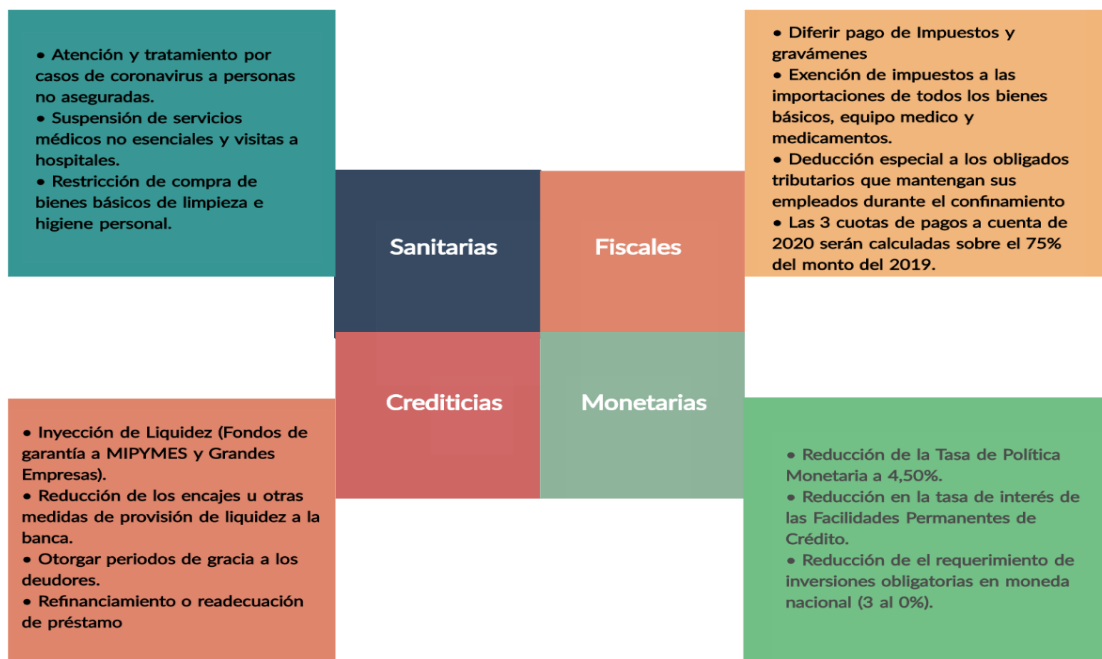 • Atención y tratamiento por
casos de coronavirus a personas
no aseguradas.
• Suspensión de servicios
médicos no esenciales y visitas a
hospitales.
• Restricción de compra de
bienes básicos de limpieza e
higiene personal.
• Diferir pago de Impuestos y
gravámenes
• Exención de impuestos a las
importaciones de todos los bienes
básicos, equipo medico y
medicamentos.
• Deducción especial a los obligados
tributarios que mantengan sus
empleados durante el confinamiento
• Las 3 cuotas de pagos a cuenta de
2020 serán calculadas sobre el 75%
del monto del 2019.
Sanitarias
Fiscales
Crediticias
Monetarias
• Inyección de Liquidez (Fondos de
garantía a MIPYMES y Grandes
Empresas).
• Reducción de los encajes u otras
medidas de provisión de liquidez a la
banca.
• Otorgar periodos de gracia a los
deudores.
• Refinanciamiento o readecuación
de préstamo
• Reducción de la Tasa de Política
Monetaria a 4,50%.
• Reducción en la tasa de interés de
las Facilidades Permanentes de
Crédito.
• Reducción de el requerimiento de
inversiones obligatorias en moneda
nacional (3 al 0%).